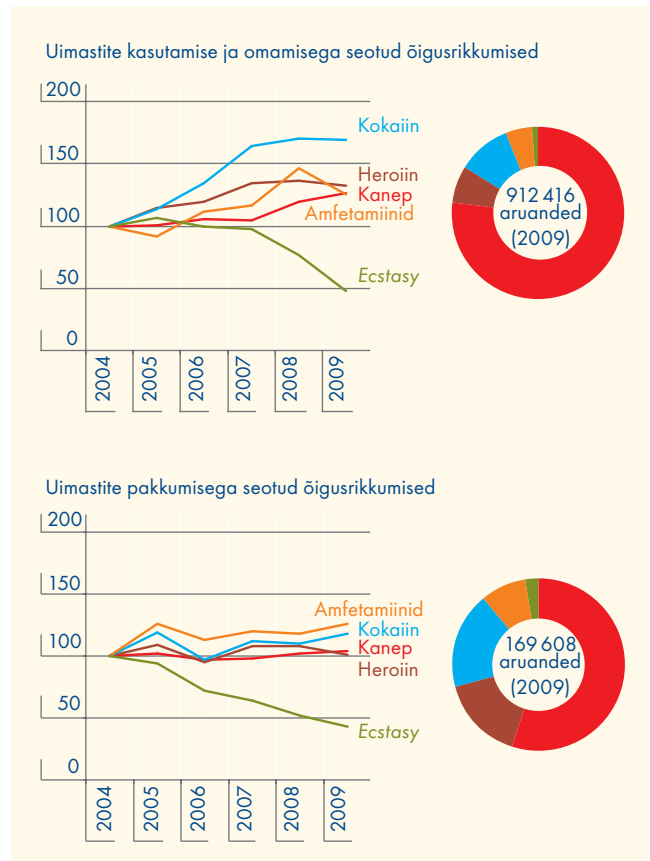 Uimastite kasutamise ja omamisega seotud õigusrikkumised
200
150
100
50
0
Kokaiin
Heroiin
Kanep
Amfetamiinid
Ecstasy
2004
2005
2006
2007
2008
2009
912 416
aruanded
(2009)
Uimastite pakkumisega seotud õigusrikkumised
200
150
100
50
0
Amfetamiinid
Kokaiin
Kanep
Heroiin
Ecstasy
2004
2005
2006
2007
2008
2009
169 608
aruanded
(2009)